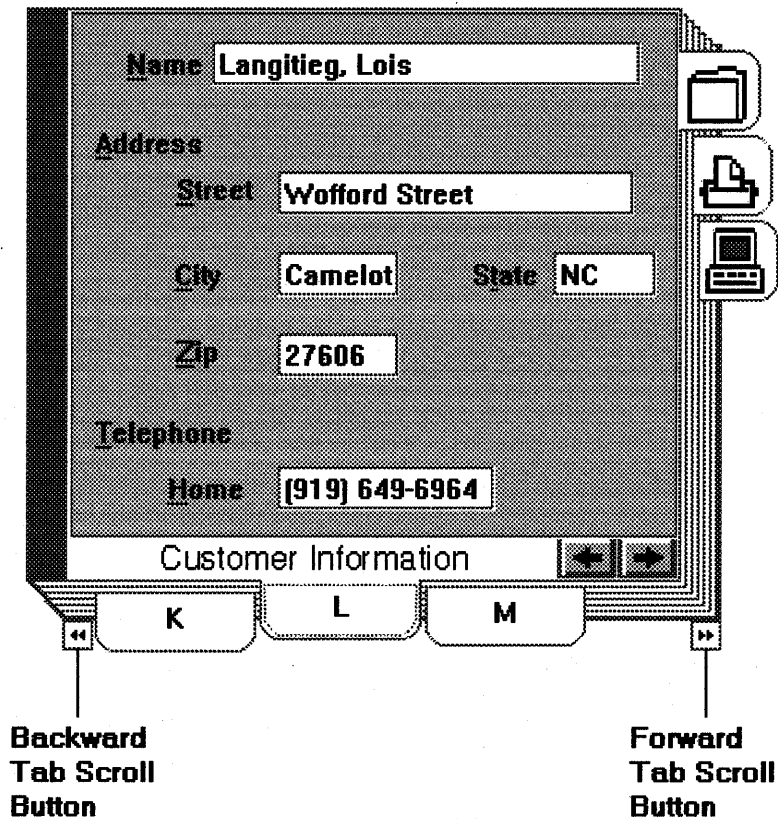 Name Langitieg, Lois
Address
Street Wofford Street
City Camelot State NC
Zip 27606
Telephone
Home (919) 649-6964
Customer Information
K L M
Backward Forward
Tab Scroll Tab Scroll
Button Button